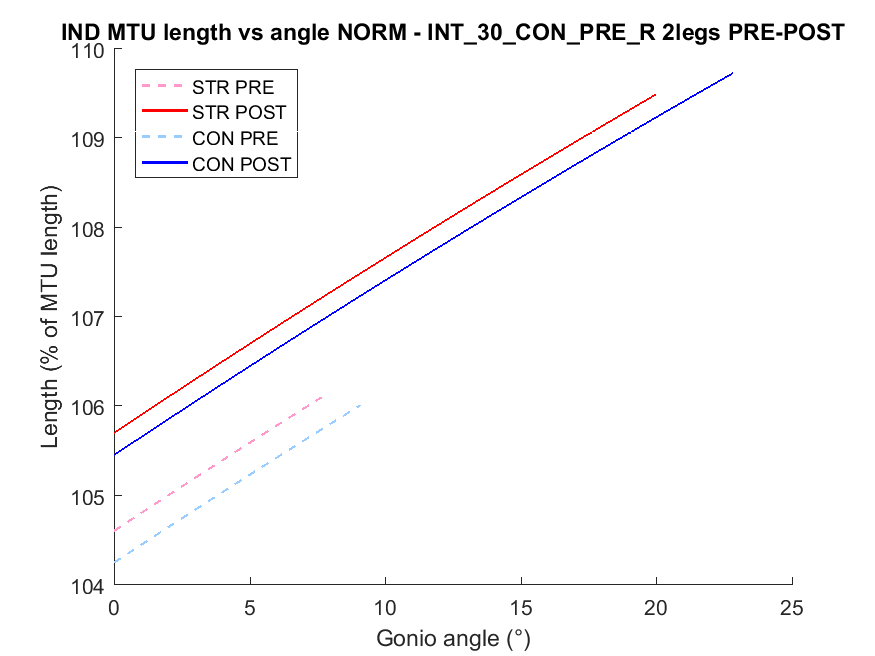 IND MTU length vs angle NORM - INT_30_CON_PRE_R 2legs PRE-POST
110
109
108
107
106
105
104
Length (% of MTU length)
STR PRE
STR POST
CON PRE
CON POST
0 5 10 15 20 25
Gonio angle (°)